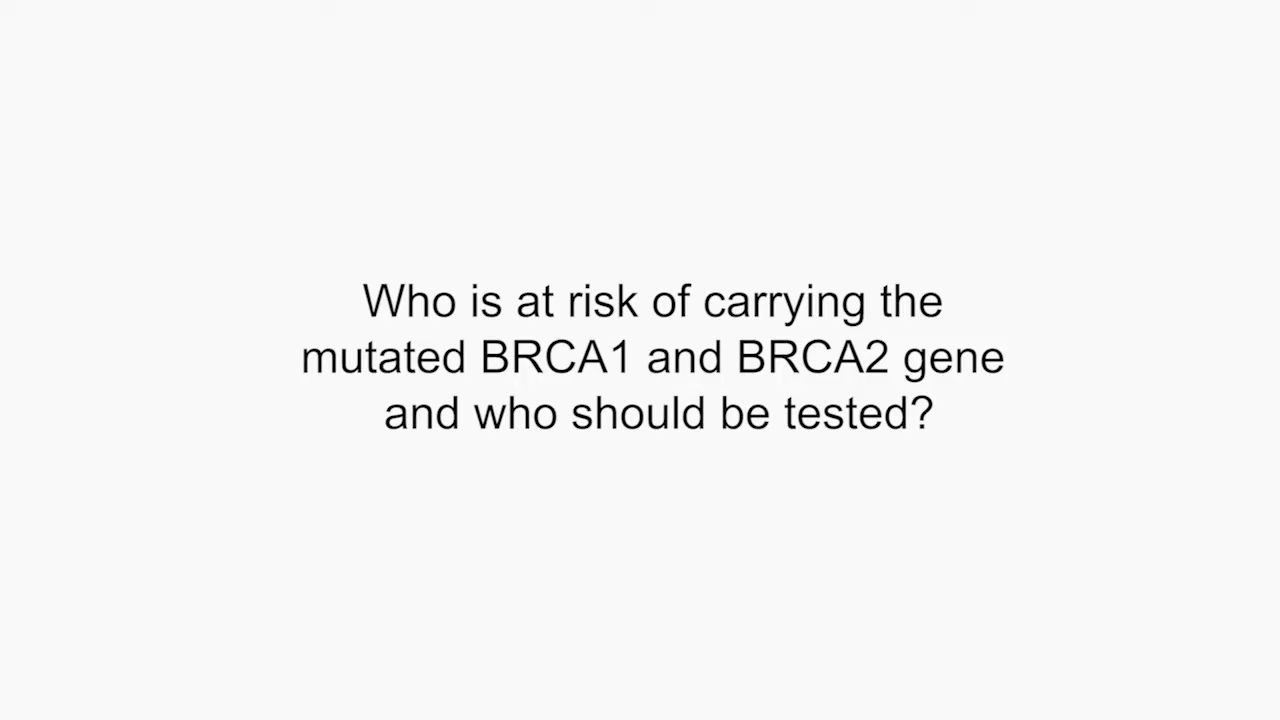 Who is at risk of carrying the
mutated BRCA1 and BRCA2 gene
and who should be tested?